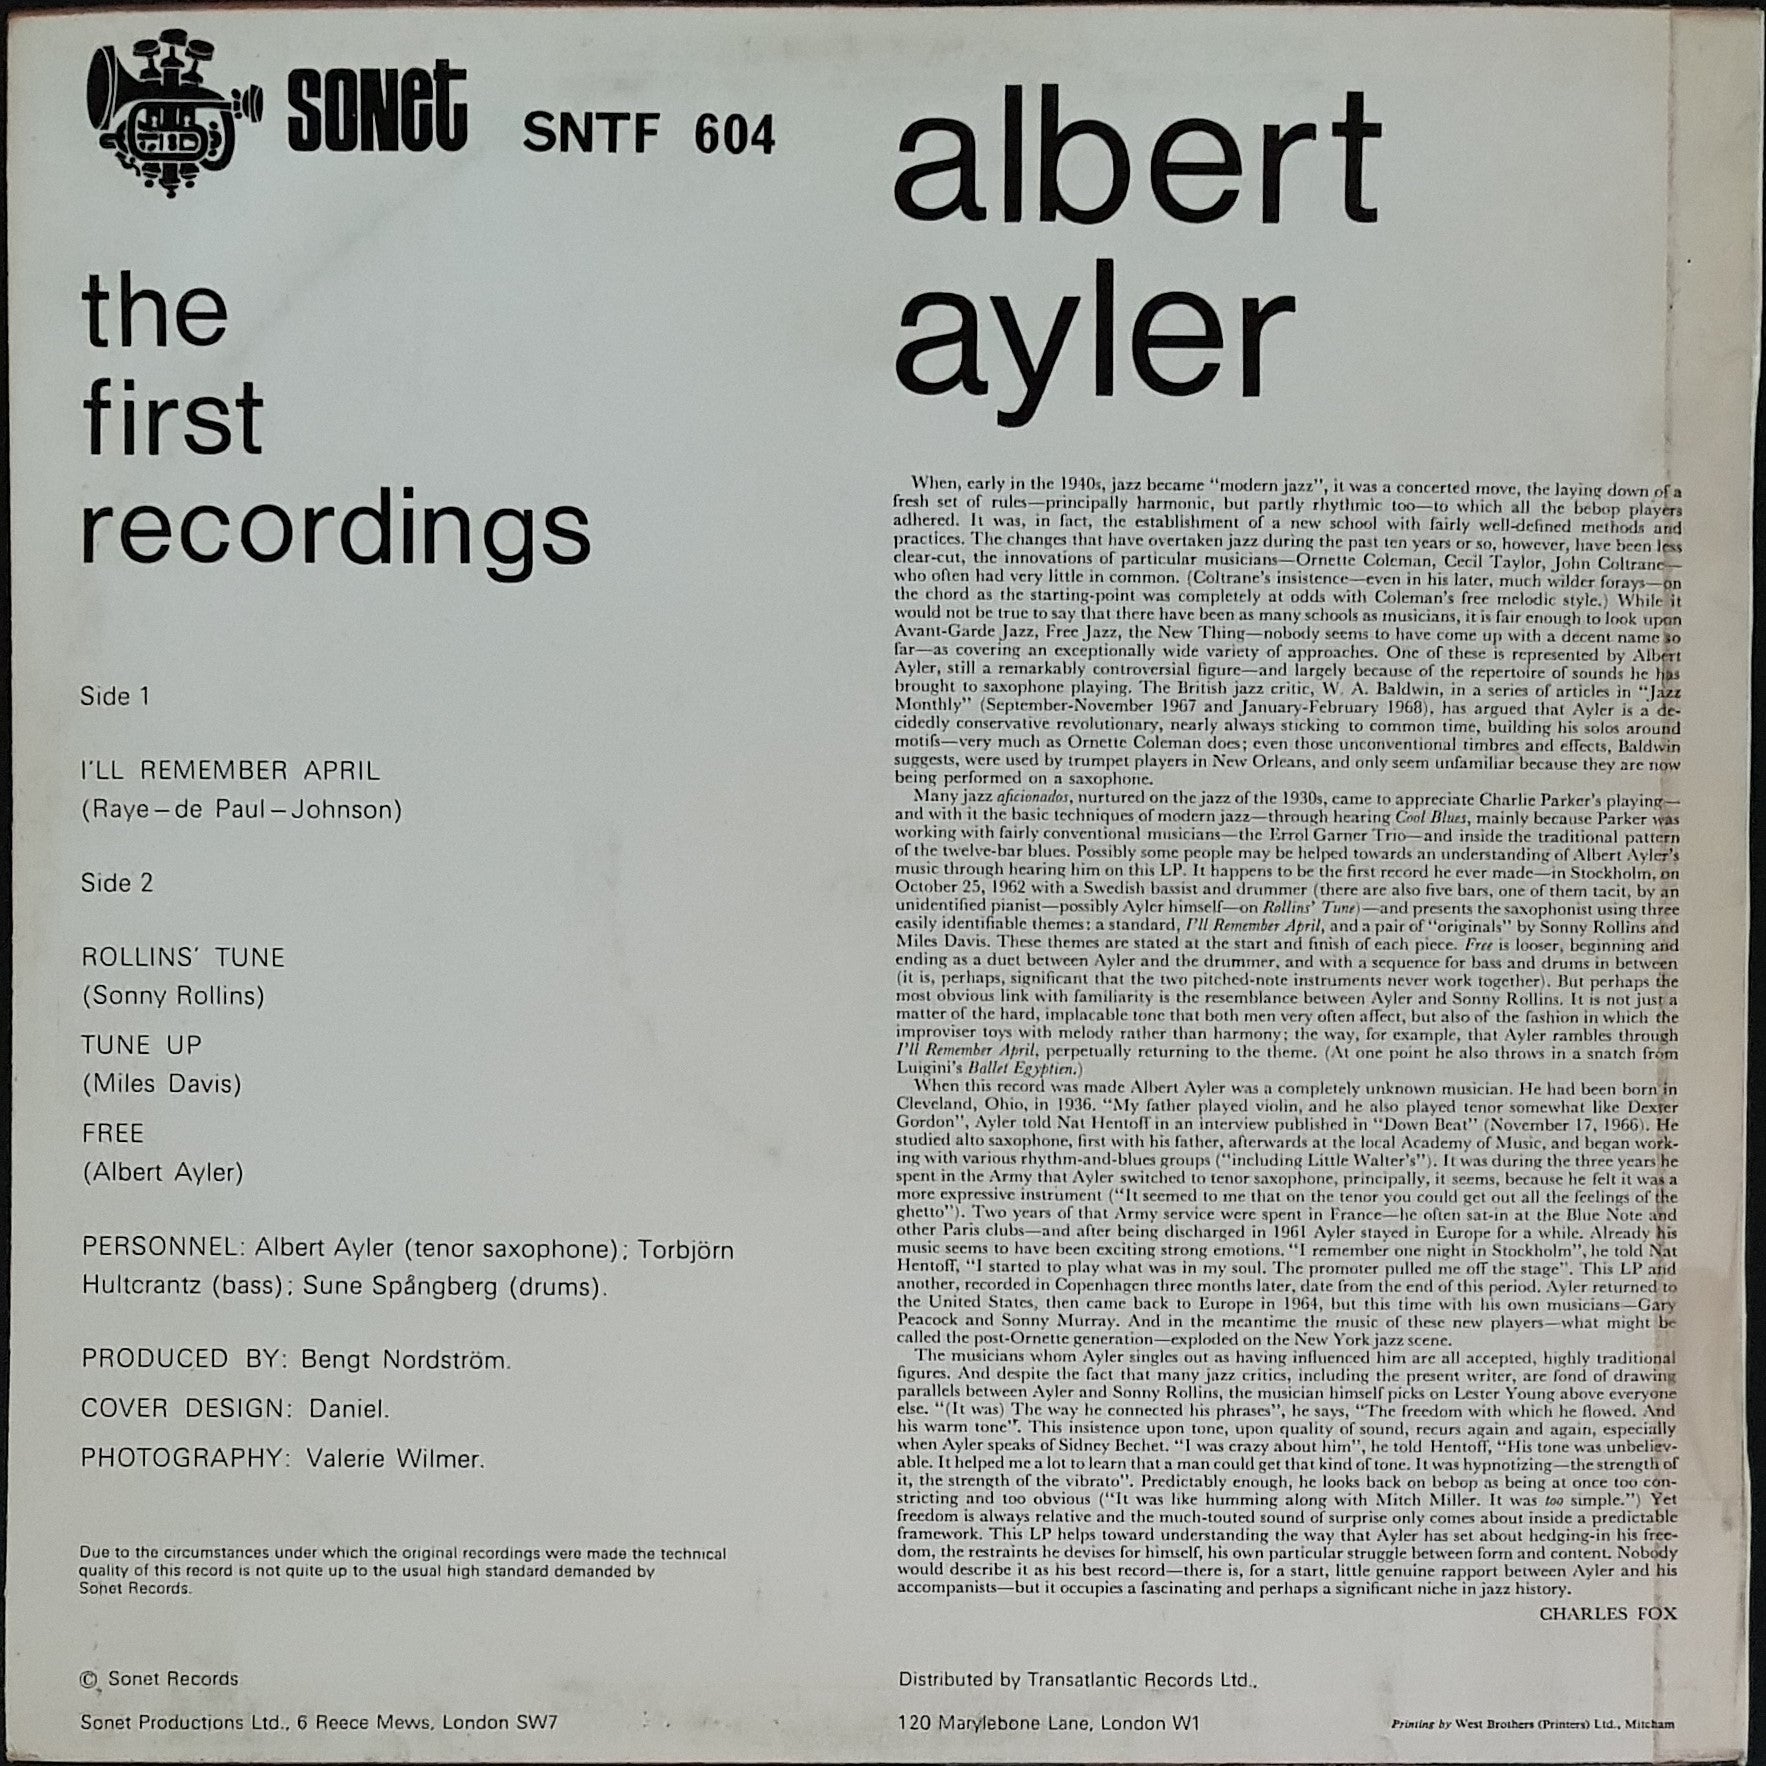 SONET SNTF 604
the
first
recordings
Side 1
I'LL REMEMBER APRIL
(Raye – de Paul – Johnson)
Side 2
ROLLINS' TUNE
(Sonny Rollins)
TUNE UP
(Miles Davis)
FREE
(Albert Ayler)
PERSONNEL: Albert Ayler (tenor saxophone); Torbjörn
Hultcrantz (bass); Sune Spångberg (drums).
PRODUCED BY: Bengt Nordström.
COVER DESIGN: Daniel.
PHOTOGRAPHY: Valerie Wilmer.
Due to the circumstances under which the original recordings were made the technical
quality of this record is not quite up to the usual high standard demanded by
Sonet Records.
© Sonet Records
Sonet Productions Ltd., 6 Reece Mews, London SW7
albert
ayler
When, early in the 1940s, jazz became "modern jazz", it was a concerted move, the laying down of a
fresh set of rules—principally harmonic, but partly rhythmic too—to which all the bebop players
adhered. It was, in fact, the establishment of a new school with fairly well-defined methods and
practices. The changes that have overtaken jazz during the past ten years or so, however, have been less
clear-cut, the innovations of particular musicians—Ornette Coleman, Cecil Taylor, John Coltrane—
who often had very little in common. (Coltrane's insistence—even in his later, much wilder forays—on
the chord as the starting-point was completely at odds with Coleman's free melodic style.) While it
would not be true to say that there have been as many schools as musicians, it is fair enough to look upon
Avant-Garde Jazz, Free Jazz, the New Thing—nobody seems to have come up with a decent name so
far—as covering an exceptionally wide variety of approaches. One of these is represented by Albert
Ayler, still a remarkably controversial figure—and largely because of the repertoire of sounds he has
brought to saxophone playing. The British jazz critic, W. A. Baldwin, in a series of articles in "Jazz
Monthly" (September-November 1967 and January-February 1968), has argued that Ayler is a de-
cidedly conservative revolutionary, nearly always sticking to common time, building his solos around
motifs—very much as Ornette Coleman does; even those unconventional timbres and effects, Baldwin
suggests, were used by trumpet players in New Orleans, and only seem unfamiliar because they are now
being performed on a saxophone.
Many jazz aficionados, nurtured on the jazz of the 1930s, came to appreciate Charlie Parker's playing—
and with it the basic techniques of modern jazz—through hearing Cool Blues, mainly because Parker was
working with fairly conventional musicians—the Errol Garner Trio—and inside the traditional pattern
of the twelve-bar blues. Possibly some people may be helped towards an understanding of Albert Ayler's
music through hearing him on this LP. It happens to be the first record he ever made—in Stockholm, on
October 25, 1962 with a Swedish bassist and drummer (there are also five bars, one of them tacit, by an
unidentified pianist—possibly Ayler himself—on Rollins' Tune)—and presents the saxophonist using three
easily identifiable themes: a standard, I'll Remember April, and a pair of "originals" by Sonny Rollins and
Miles Davis. These themes are stated at the start and finish of each piece. Free is looser, beginning and
ending as a duet between Ayler and the drummer, and with a sequence for bass and drums in between
(it is, perhaps, significant that the two pitched-note instruments never work together). But perhaps the
most obvious link with familiarity is the resemblance between Ayler and Sonny Rollins. It is not just a
matter of the hard, implacable tone that both men very often affect, but also of the fashion in which the
improviser toys with melody rather than harmony; the way, for example, that Ayler rambles through
I'll Remember April, perpetually returning to the theme. (At one point he also throws in a snatch from
Luigini's Ballet Egyptien.)
When this record was made Albert Ayler was a completely unknown musician. He had been born in
Cleveland, Ohio, in 1936. "My father played violin, and he also played tenor somewhat like Dexter
Gordon", Ayler told Nat Hentoff in an interview published in "Down Beat" (November 17, 1966). He
studied alto saxophone, first with his father, afterwards at the local Academy of Music, and began work-
ing with various rhythm-and-blues groups ("including Little Walter's"). It was during the three years he
spent in the Army that Ayler switched to tenor saxophone, principally, it seems, because he felt it was a
more expressive instrument ("It seemed to me that on the tenor you could get out all the feelings of the
ghetto"). Two years of that Army service were spent in France—he often sat-in at the Blue Note and
other Paris clubs—and after being discharged in 1961 Ayler stayed in Europe for a while. Already his
music seems to have been exciting strong emotions. "I remember one night in Stockholm", he told Nat
Hentoff, "I started to play what was in my soul. The promoter pulled me off the stage". This LP and
another, recorded in Copenhagen three months later, date from the end of this period. Ayler returned to
the United States, then came back to Europe in 1964, but this time with his own musicians—Gary
Peacock and Sonny Murray. And in the meantime the music of these new players—what might be
called the post-Ornette generation—exploded on the New York jazz scene.
The musicians whom Ayler singles out as having influenced him are all accepted, highly traditional
figures. And despite the fact that many jazz critics, including the present writer, are fond of drawing
parallels between Ayler and Sonny Rollins, the musician himself picks on Lester Young above everyone
else. "(It was) The way he connected his phrases", he says, "The freedom with which he flowed. And
his warm tone". This insistence upon tone, upon quality of sound, recurs again and again, especially
when Ayler speaks of Sidney Bechet. "I was crazy about him", he told Hentoff, "His tone was unbeliev-
able. It helped me a lot to learn that a man could get that kind of tone. It was hypnotizing—the strength of
it, the strength of the vibrato". Predictably enough, he looks back on bebop as being at once too con-
stricting and too obvious ("It was like humming along with Mitch Miller. It was too simple.") Yet
freedom is always relative and the much-touted sound of surprise only comes about inside a predictable
framework. This LP helps toward understanding the way that Ayler has set about hedging-in his free-
dom, the restraints he devises for himself, his own particular struggle between form and content. Nobody
would describe it as his best record—there is, for a start, little genuine rapport between Ayler and his
accompanists—but it occupies a fascinating and perhaps a significant niche in jazz history.
CHARLES FOX
Distributed by Transatlantic Records Ltd.,
120 Marylebone Lane, London W1
Printing by West Brothers (Printers) Ltd., Mitcham